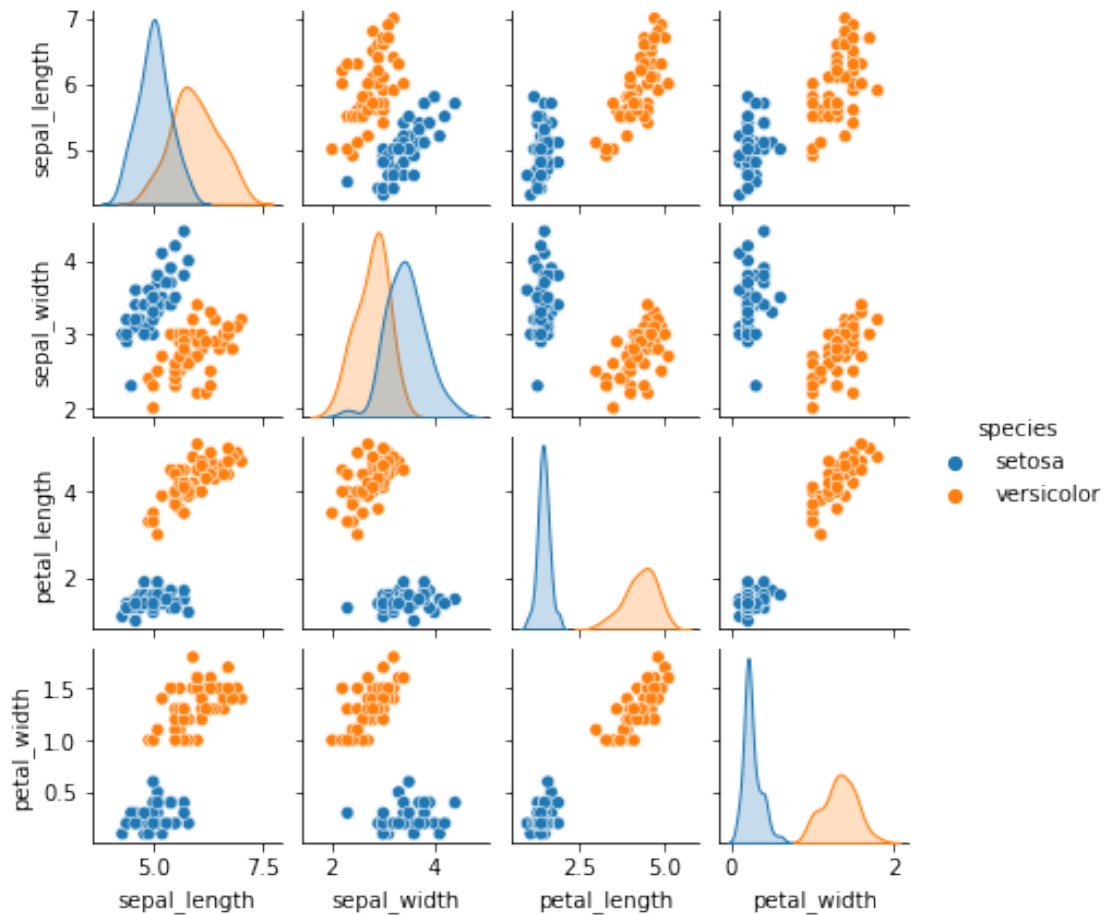 7
6
5
sepal_length
4
3
2
sepal_width
species
setosa
versicolor
4
2
petal_length
1.5
1.0
0.5
petal_width
5.0 7.5 2 4 2.5 5.0 0 2
sepal_length sepal_width petal_length petal_width